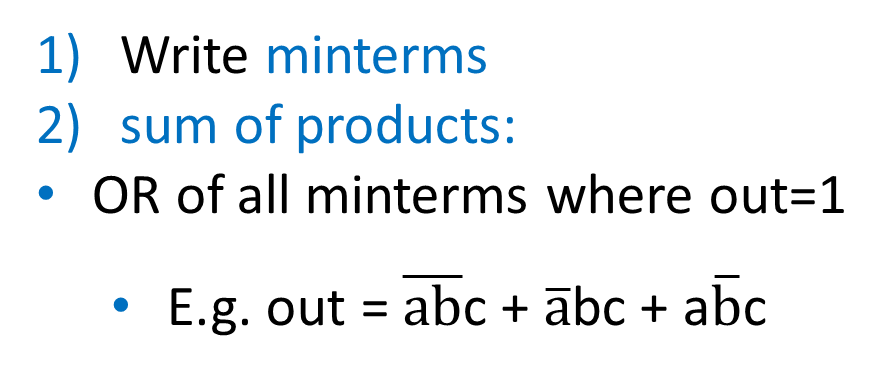 1) Write minterms
2) sum of products:
• OR of all minterms where out=1
• E.g. out = a̅b̅c + a̅bc + ab̅c